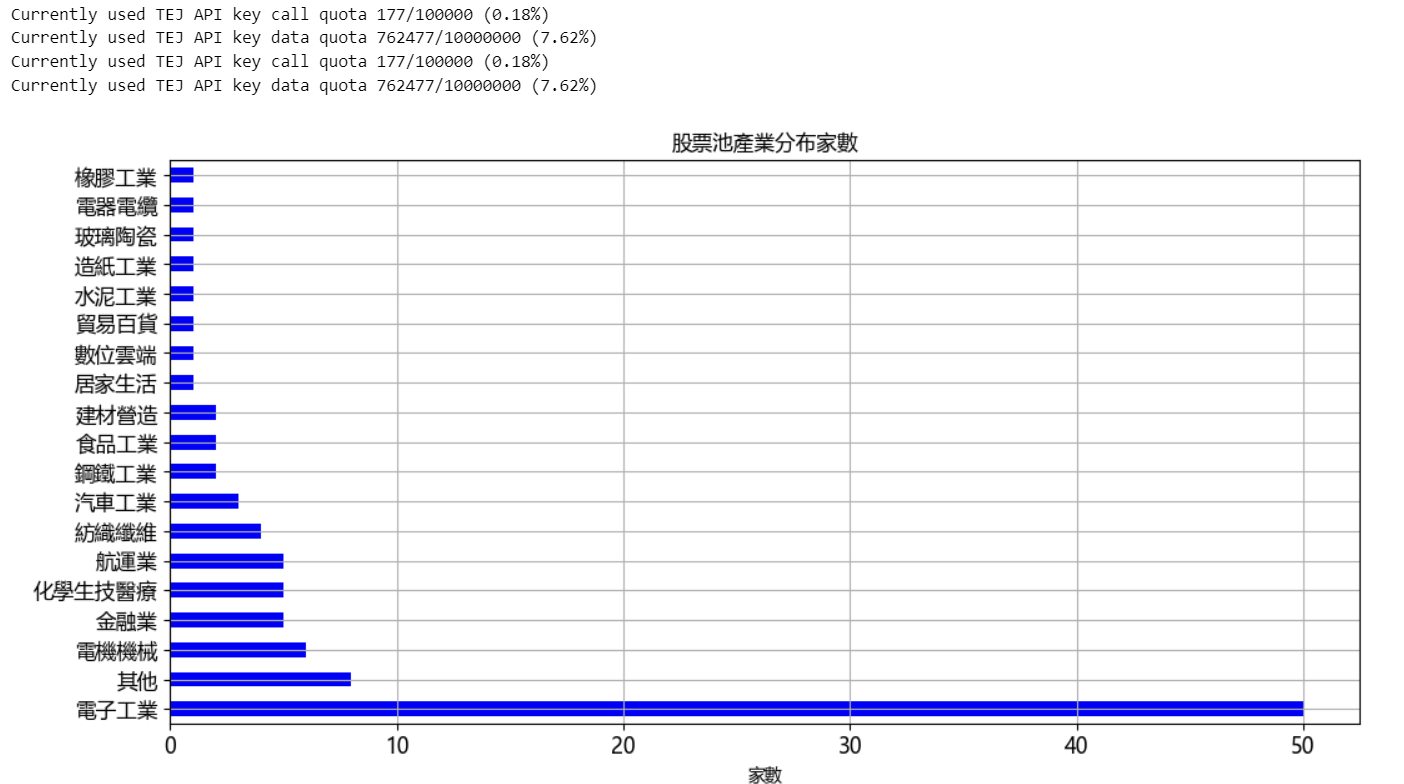 Currently used TEJ API key call quota 177/100000 (0.18%)
Currently used TEJ API key data quota 762477/10000000 (7.62%)
Currently used TEJ API key call quota 177/100000 (0.18%)
Currently used TEJ API key data quota 762477/10000000 (7.62%)
股票池產業分布家數
橡膠工業
電器電纜
玻璃陶瓷
造紙工業
水泥工業
貿易百貨
數位雲端
居家生活
建材營造
食品工業
鋼鐵工業
汽車工業
紡織纖維
航運業
化學生技醫療
金融業
電機機械
其他
電子工業
0 10 20 30 40 50
家數